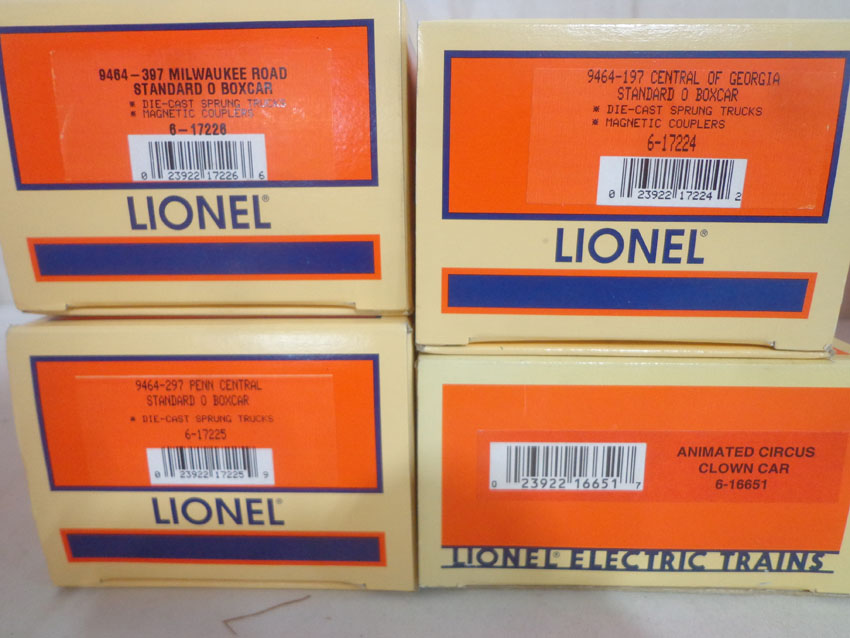 9464-397 MILWAUKEE ROAD
STANDARD O BOXCAR
* DIE-CAST SPRUNG TRUCKS
* MAGNETIC COUPLERS
6-17226
0 23922 17226 6
LIONEL®
9464-197 CENTRAL OF GEORGIA
STANDARD O BOXCAR
* DIE-CAST SPRUNG TRUCKS
* MAGNETIC COUPLERS
6-17224
0 23922 17224 2
LIONEL®
9464-297 PENN CENTRAL
STANDARD O BOXCAR
* DIE-CAST SPRUNG TRUCKS
6-17225
0 23922 17225 9
LIONEL®
ANIMATED CIRCUS
CLOWN CAR
6-16651
0 23922 16651 7
LIONEL® ELECTRIC TRAINS